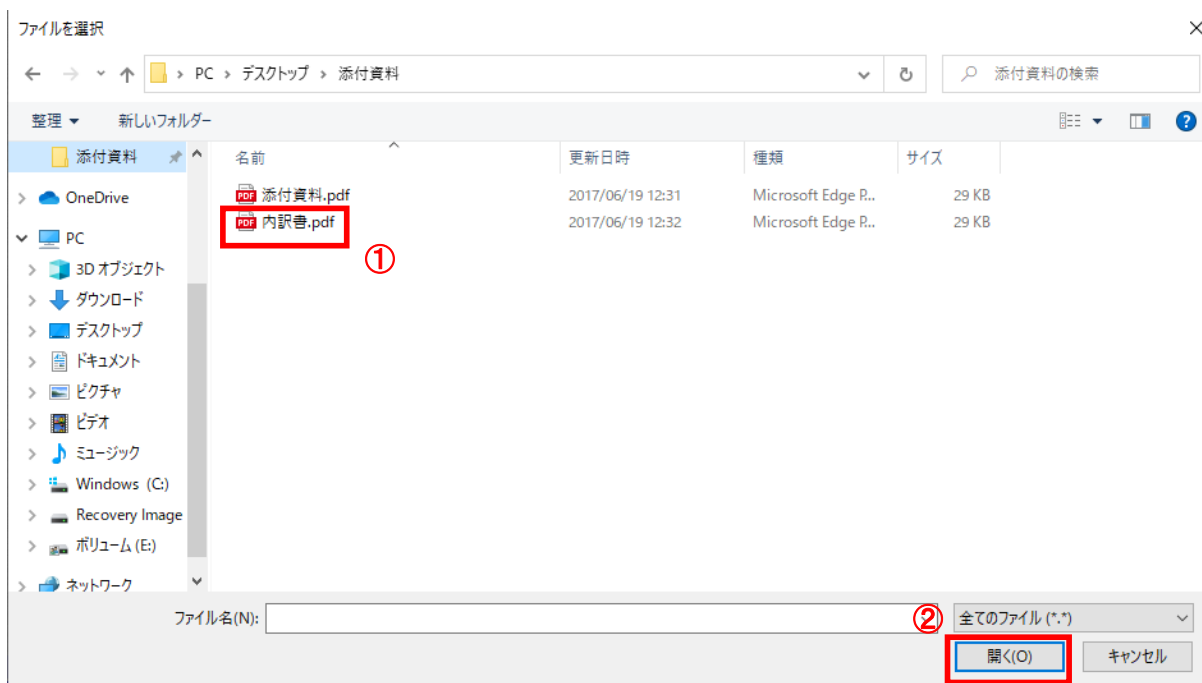 ファイルを選択
PC › デスクトップ › 添付資料
添付資料の検索
整理 新しいフォルダー
添付資料
OneDrive
PC
3D オブジェクト
ダウンロード
デスクトップ
ドキュメント
ピクチャ
ビデオ
ミュージック
Windows (C:)
Recovery Image
ボリューム (E:)
ネットワーク
名前 更新日時 種類 サイズ
PDF 添付資料.pdf 2017/06/19 12:31 Microsoft Edge P... 29 KB
PDF 内訳書.pdf 2017/06/19 12:32 Microsoft Edge P... 29 KB
①
ファイル名(N):
② 全てのファイル (*.*)
開く(O) キャンセル